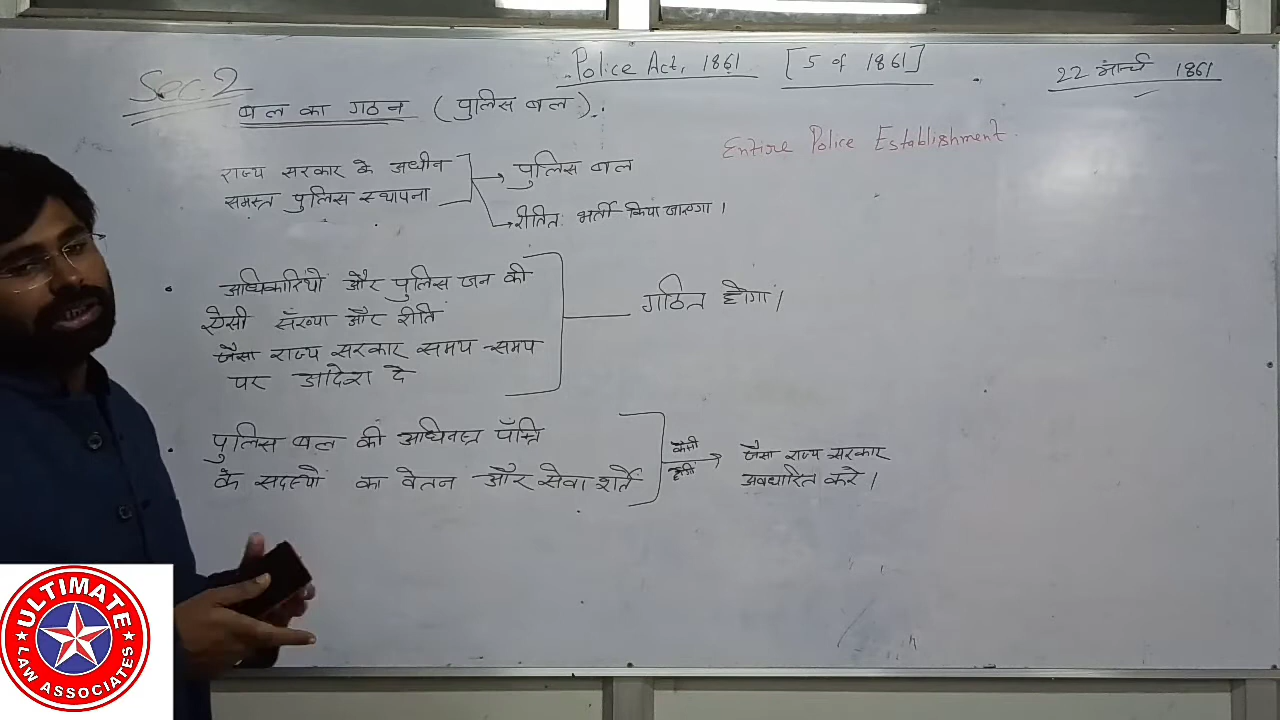 Police Act, 1861 [5 of 1861]
22 मार्च 1861
Sec. 2
बल का गठन (पुलिस बल) :
Entire Police Establishment.
राज्य सरकार के अधीन
समस्त पुलिस स्थापना
पुलिस बल
रीतितः भर्ती किया जाएगा।
अधिकारियों और पुलिस जन की
ऐसी संख्या और रीति
जैसा राज्य सरकार समय-समय
पर आदेश दे
गठित होगा।
पुलिस बल की अधिनस्त पँक्ति
के सदस्यों का वेतन और सेवा शर्तें
वैसी
होगी
जैसा राज्य सरकार
अवधारित करे।
ULTIMATE
LAW ASSOCIATES